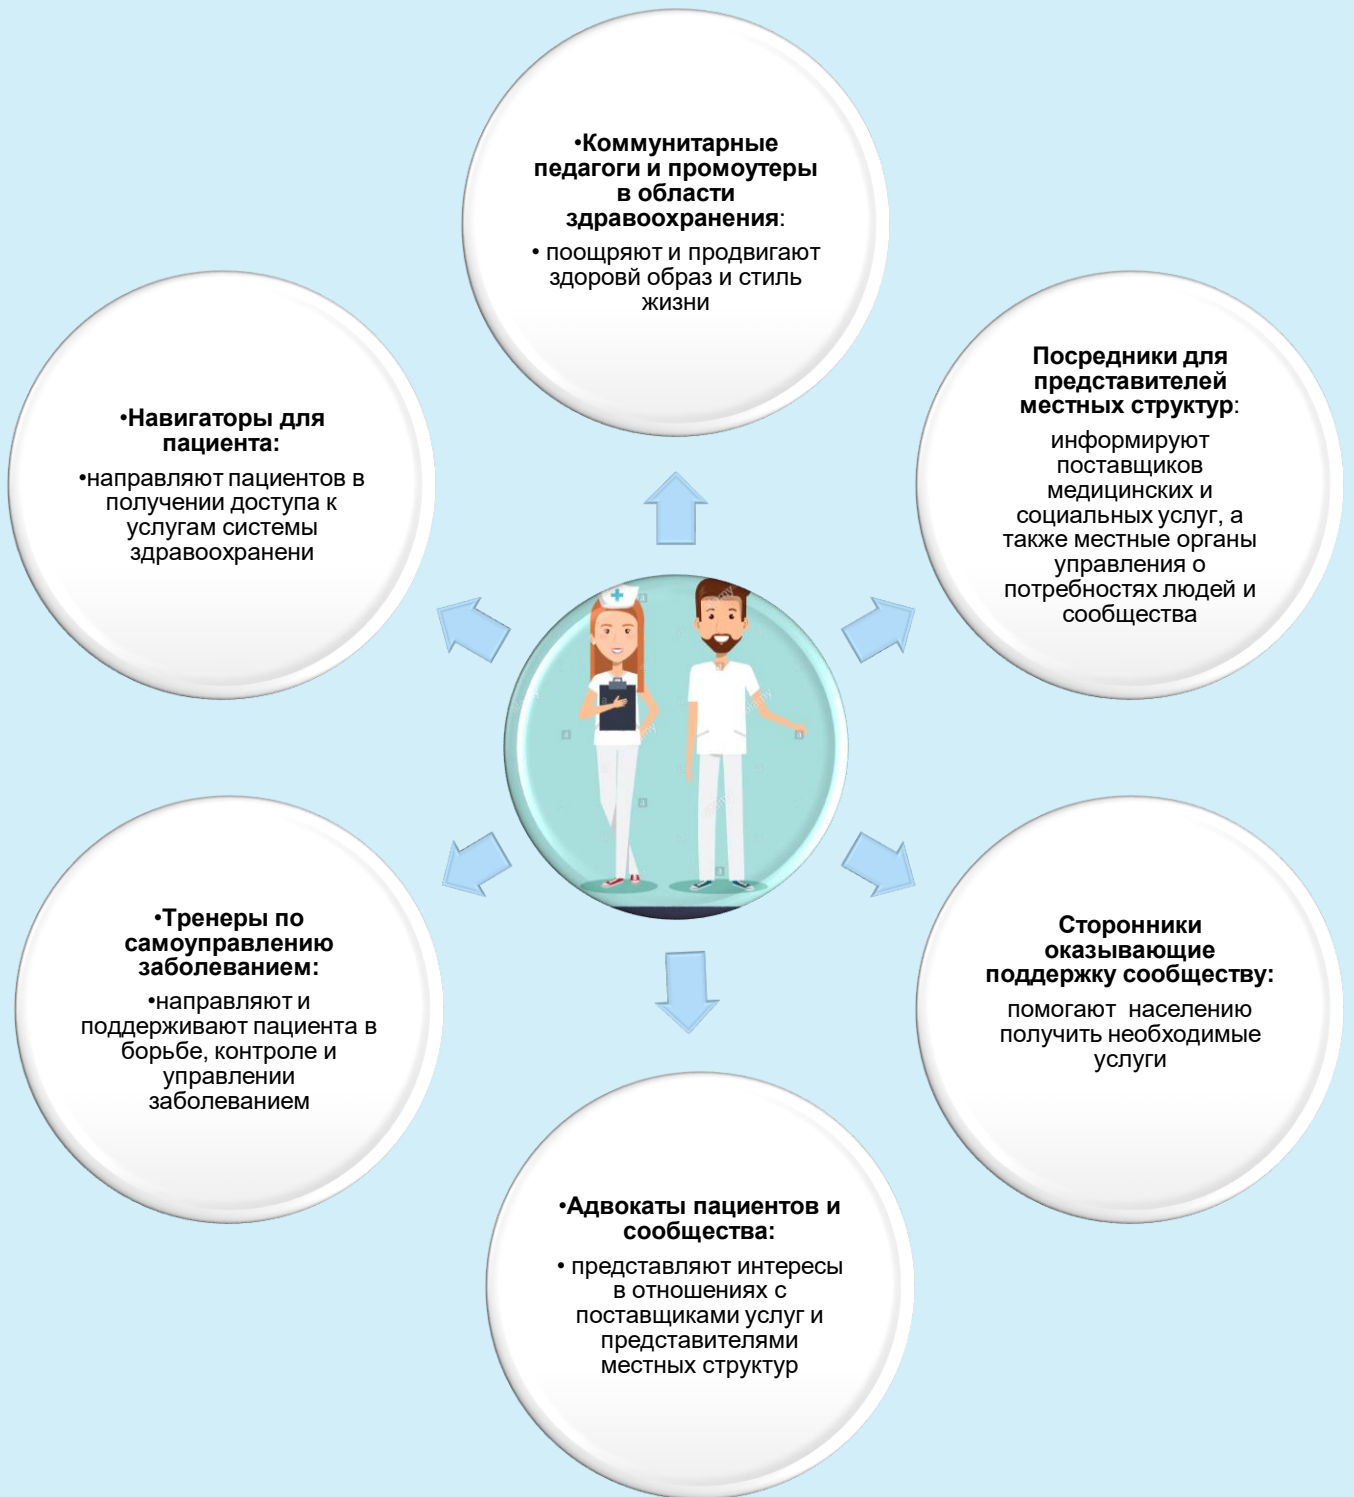 •Коммунитарные
педагоги и промоутеры
в области
здравоохранения:
• поощряют и продвигают
здоровй образ и стиль
жизни
Посредники для
представителей
местных структур:
информируют
поставщиков
медицинских и
социальных услуг, а
также местные органы
управления о
потребностях людей и
сообщества
Сторонники
оказывающие
поддержку сообществу:
помогают населению
получить необходимые
услуги
•Адвокаты пациентов и
сообщества:
• представляют интересы
в отношениях с
поставщиками услуг и
представителями
местных структур
•Тренеры по
самоуправлению
заболеванием:
•направляют и
поддерживают пациента в
борьбе, контроле и
управлении
заболеванием
•Навигаторы для
пациента:
•направляют пациентов в
получении доступа к
услугам системы
здравоохранени